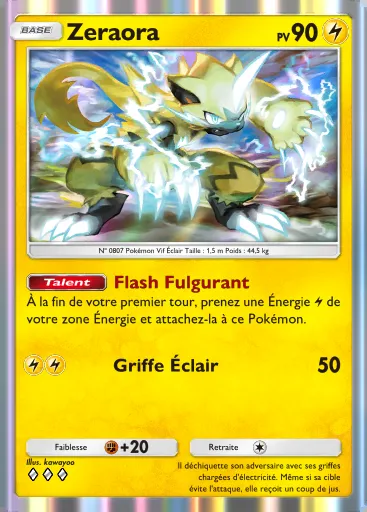 BASE Zeraora PV 90
N° 0807 Pokémon Vif Éclair Taille : 1,5 m Poids : 44,5 kg
Talent Flash Fulgurant
À la fin de votre premier tour, prenez une Énergie de
votre zone Énergie et attachez-la à ce Pokémon.
Griffe Éclair 50
Faiblesse +20 Retraite
Illus. kawayoo
Il déchiquette son adversaire avec ses griffes
chargées d'électricité. Même si sa cible
évite l'attaque, elle reçoit un coup de jus.